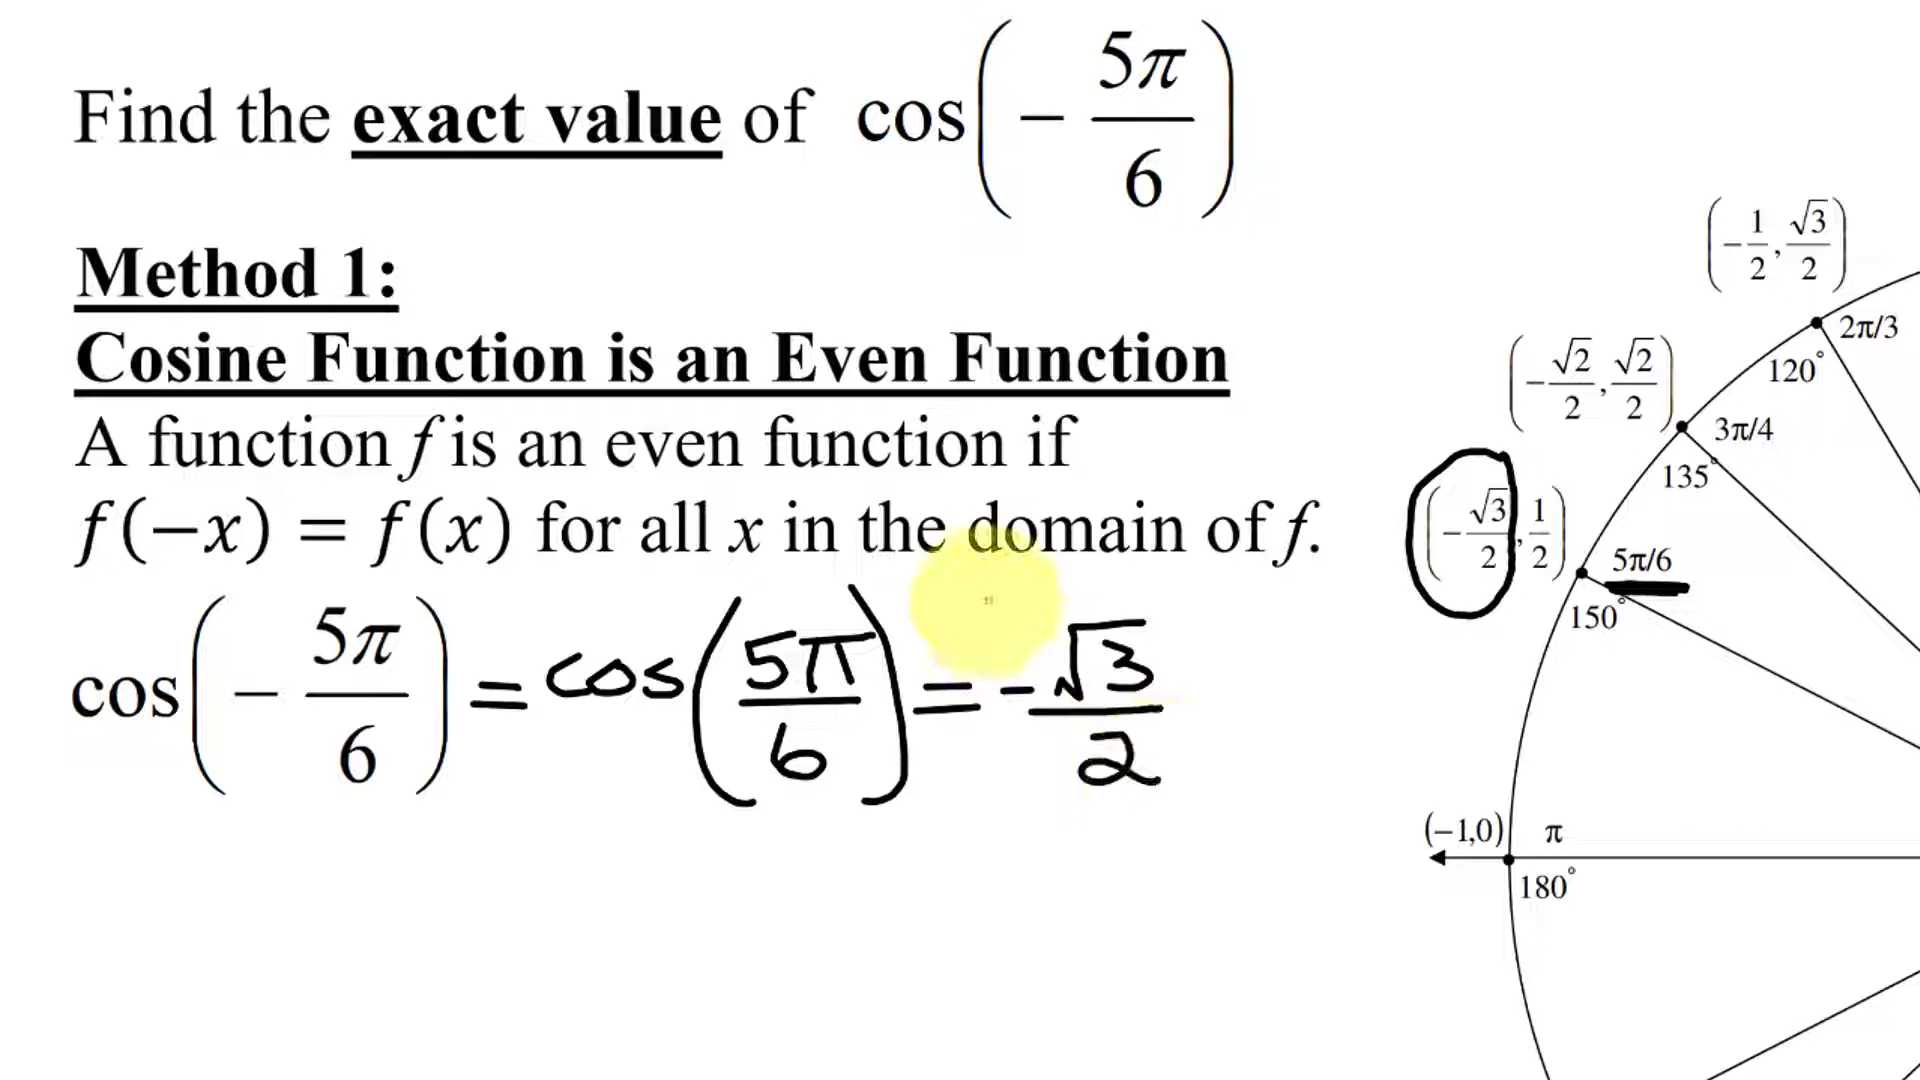 Find the exact value of cos(−5π/6)
Method 1:
Cosine Function is an Even Function
A function f is an even function if
f(−x) = f(x) for all x in the domain of f.
cos(−5π/6) = cos(5π/6) = −√3/2
(−1/2, √3/2)
2π/3
120°
(−√2/2, √2/2)
3π/4
135°
(−√3/2, 1/2)
5π/6
150°
(−1,0) π
180°